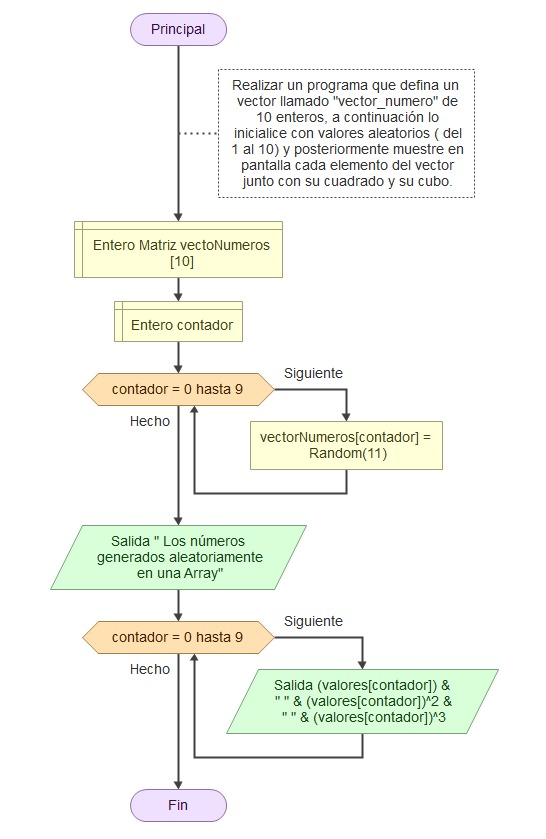 Principal
Realizar un programa que defina un
vector llamado "vector_numero" de
10 enteros, a continuación lo
inicialice con valores aleatorios ( del
1 al 10) y posteriormente muestre en
pantalla cada elemento del vector
junto con su cuadrado y su cubo.
Entero Matriz vectoNumeros
[10]
Entero contador
contador = 0 hasta 9
Siguiente
Hecho
vectorNumeros[contador] =
Random(11)
Salida " Los números
generados aleatoriamente
en una Array"
contador = 0 hasta 9
Siguiente
Hecho
Salida (valores[contador]) &
" " & (valores[contador])^2 &
" " & (valores[contador])^3
Fin